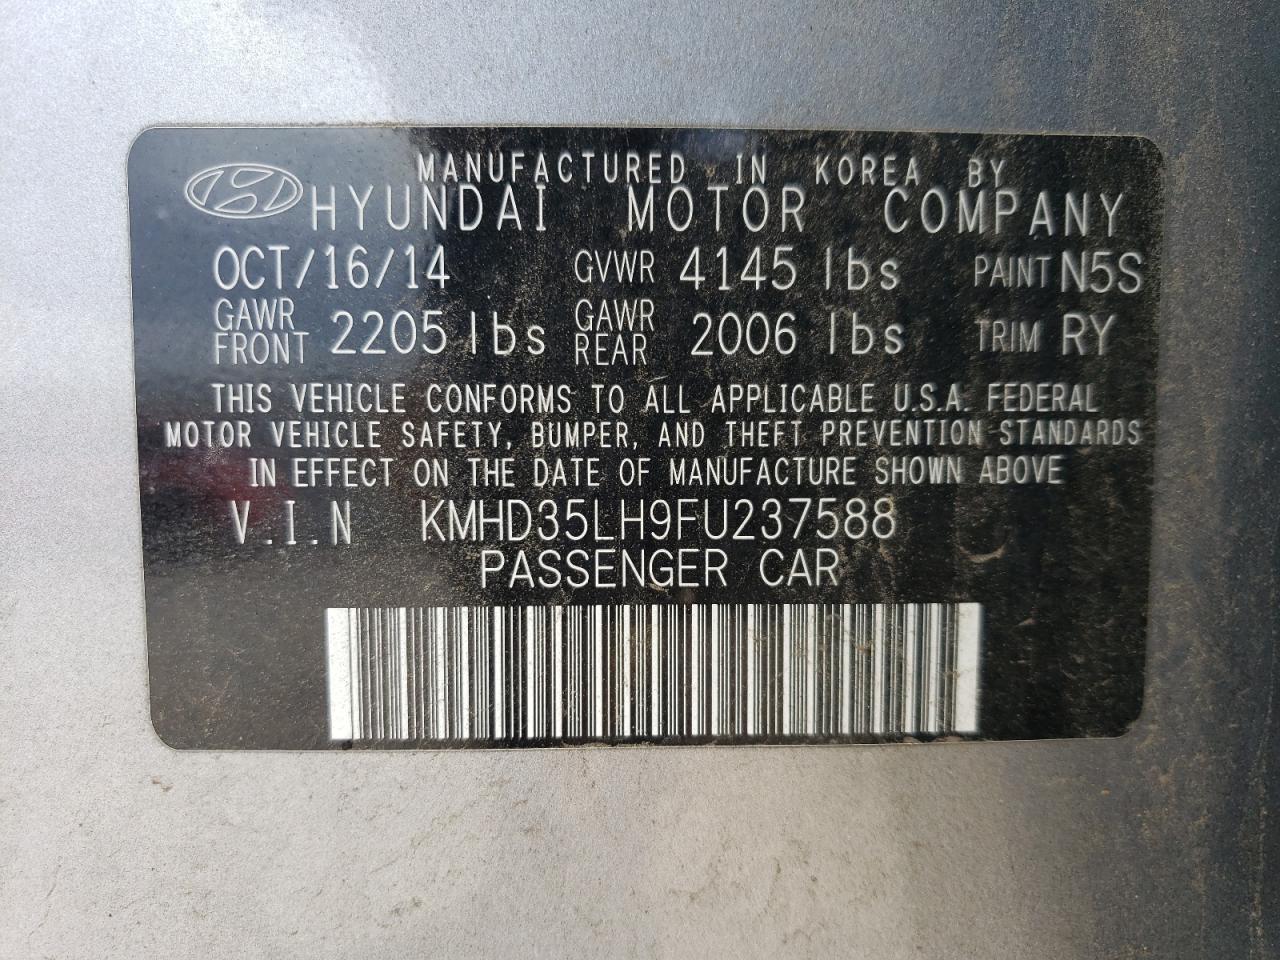 MANUFACTURED IN KOREA BY
HYUNDAI MOTOR COMPANY
OCT/16/14 GVWR 4145 lbs PAINT N5S
GAWR FRONT 2205 lbs GAWR REAR 2006 lbs TRIM RY
THIS VEHICLE CONFORMS TO ALL APPLICABLE U.S.A. FEDERAL
MOTOR VEHICLE SAFETY, BUMPER, AND THEFT PREVENTION STANDARDS
IN EFFECT ON THE DATE OF MANUFACTURE SHOWN ABOVE
V.I.N KMHD35LH9FU237588
PASSENGER CAR